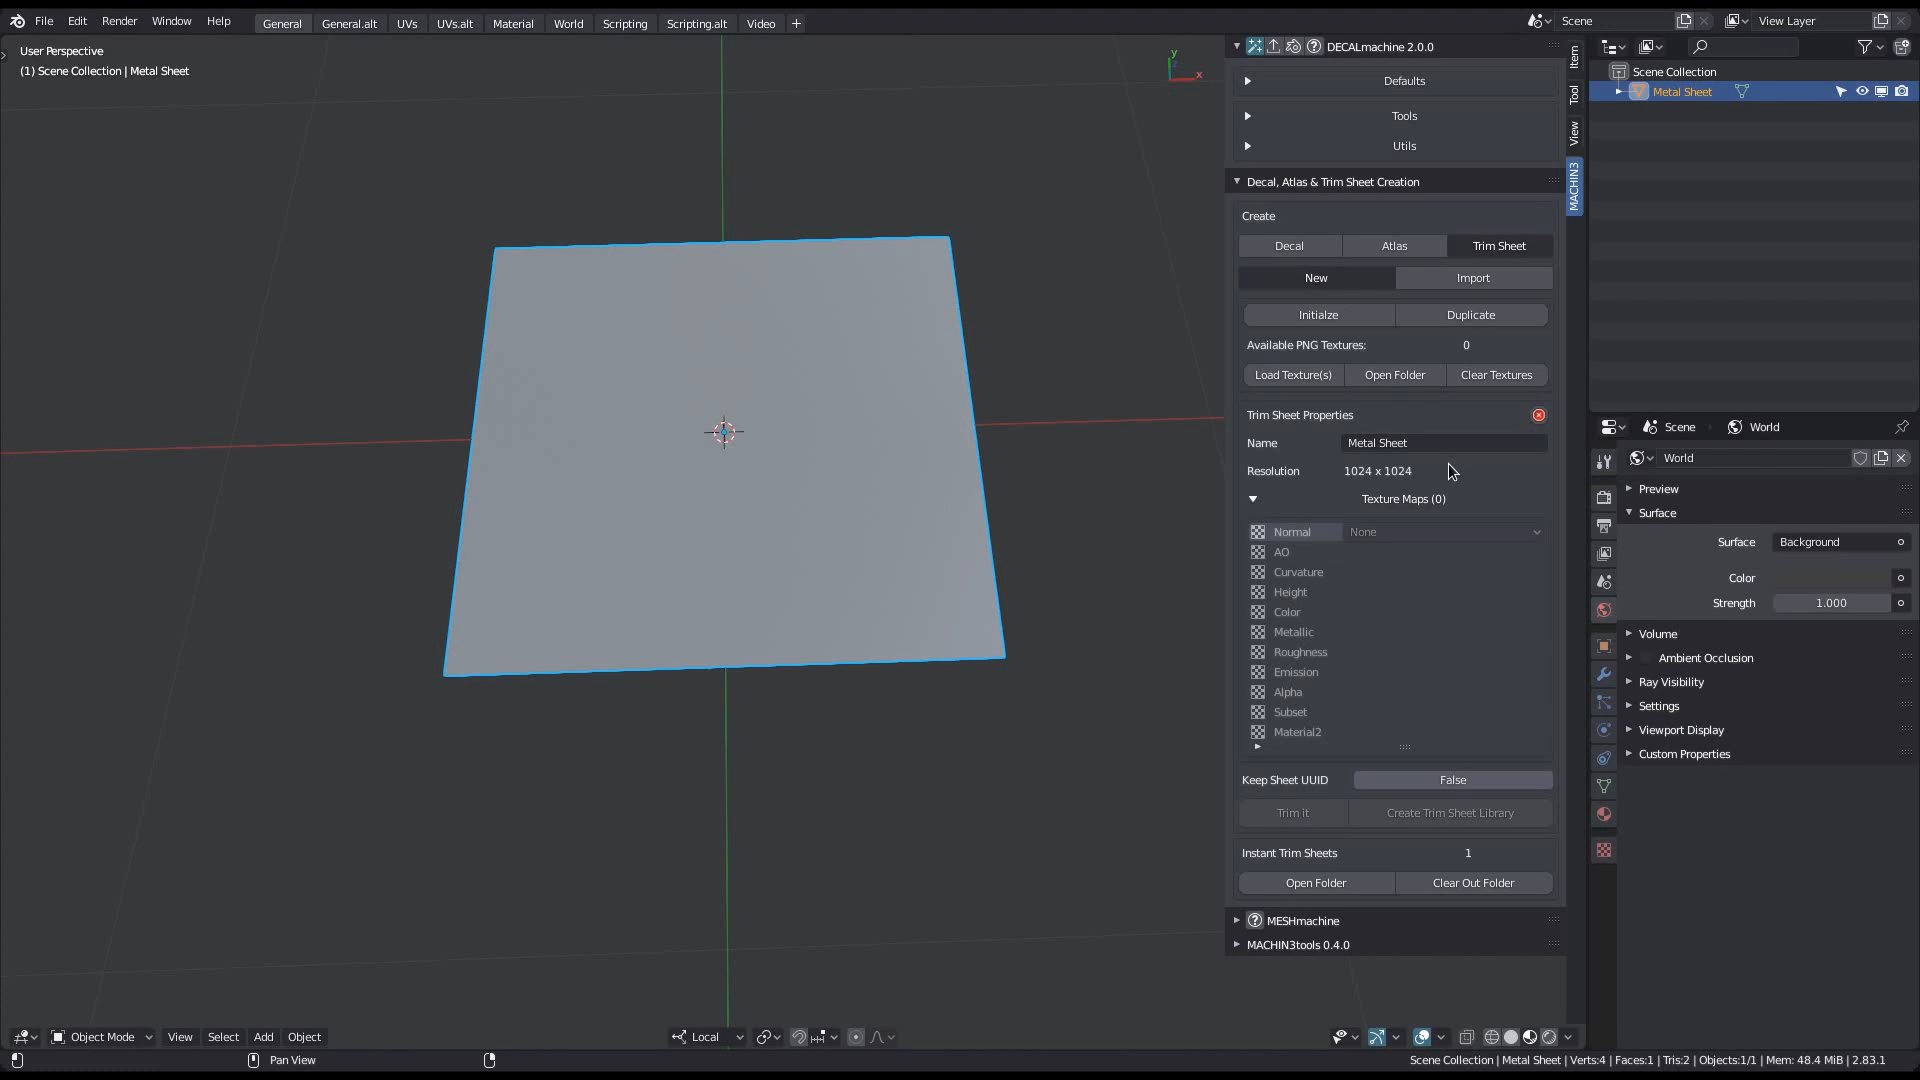 File Edit Render Window Help General General.alt UVs UVs.alt Material World Scripting Scripting.alt Video + Scene View Layer
User Perspective
(1) Scene Collection | Metal Sheet
y
z
x
DECALmachine 2.0.0
Defaults
Tools
Utils
Decal, Atlas & Trim Sheet Creation
Create
Decal Atlas Trim Sheet
New Import
Initialze Duplicate
Available PNG Textures: 0
Load Texture(s) Open Folder Clear Textures
Trim Sheet Properties
Name Metal Sheet
Resolution 1024 x 1024
Texture Maps (0)
Normal None
AO
Curvature
Height
Color
Metallic
Roughness
Emission
Alpha
Subset
Material2
Keep Sheet UUID False
Trim it Create Trim Sheet Library
Instant Trim Sheets 1
Open Folder Clear Out Folder
MESHmachine
MACHIN3tools 0.4.0
Item
Tool
View
MACHIN3
Scene Collection
Metal Sheet
Scene World
World
Preview
Surface
Surface Background
Color
Strength 1.000
Volume
Ambient Occlusion
Ray Visibility
Settings
Viewport Display
Custom Properties
Object Mode View Select Add Object Local
Pan View
Scene Collection | Metal Sheet | Verts:4 | Faces:1 | Tris:2 | Objects:1/1 | Mem: 48.4 MiB | 2.83.1